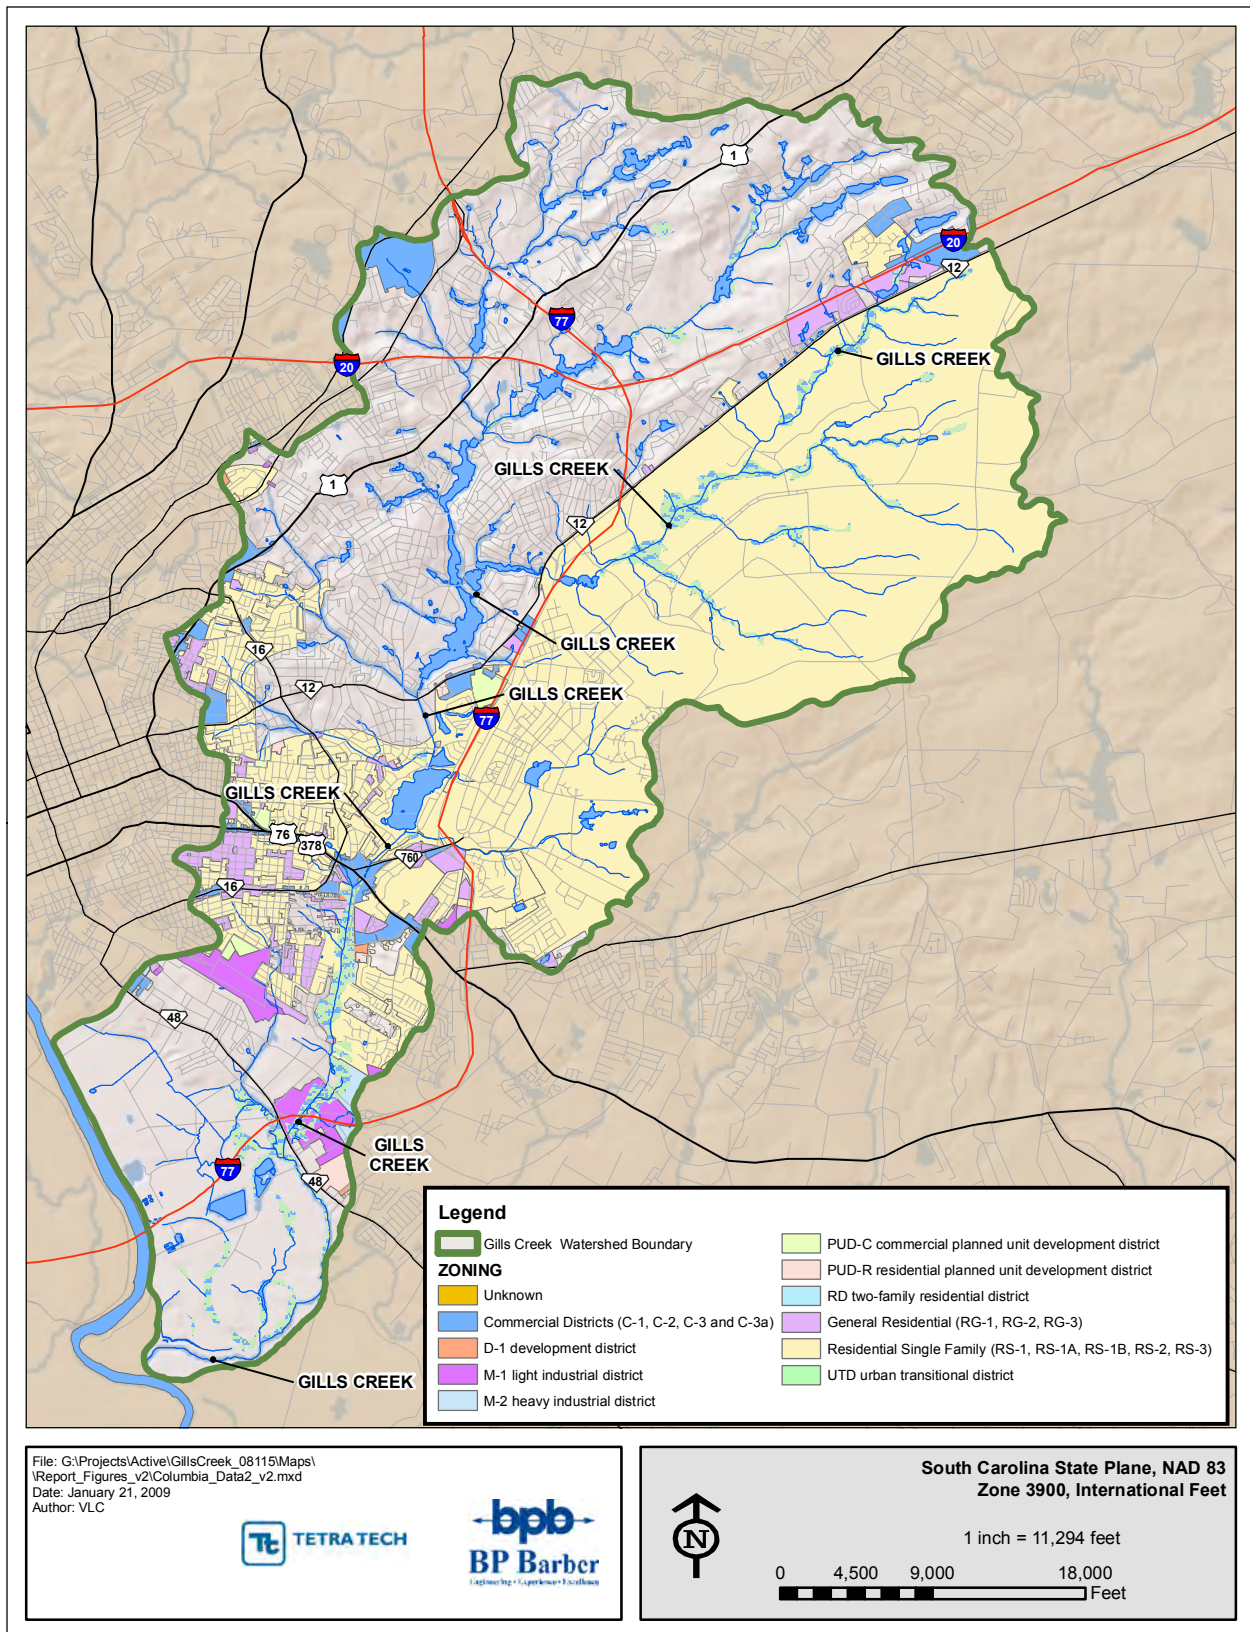 1
20
12
77
GILLS CREEK
20
GILLS CREEK
1
12
GILLS CREEK
16
12
GILLS CREEK
77
GILLS CREEK
76
378
760
16
48
GILLS
CREEK
77
48
GILLS CREEK
Legend
Gills Creek Watershed Boundary
ZONING
Unknown
Commercial Districts (C-1, C-2, C-3 and C-3a)
D-1 development district
M-1 light industrial district
M-2 heavy industrial district
PUD-C commercial planned unit development district
PUD-R residential planned unit development district
RD two-family residential district
General Residential (RG-1, RG-2, RG-3)
Residential Single Family (RS-1, RS-1A, RS-1B, RS-2, RS-3)
UTD urban transitional district
File: G:\Projects\Active\GillsCreek_08115\Maps\
\Report_Figures_v2\Columbia_Data2_v2.mxd
Date: January 21, 2009
Author: VLC
Tt TETRA TECH
bpb
BP Barber
Engineering • Experience • Excellence
South Carolina State Plane, NAD 83
Zone 3900, International Feet
N
1 inch = 11,294 feet
0 4,500 9,000 18,000
Feet